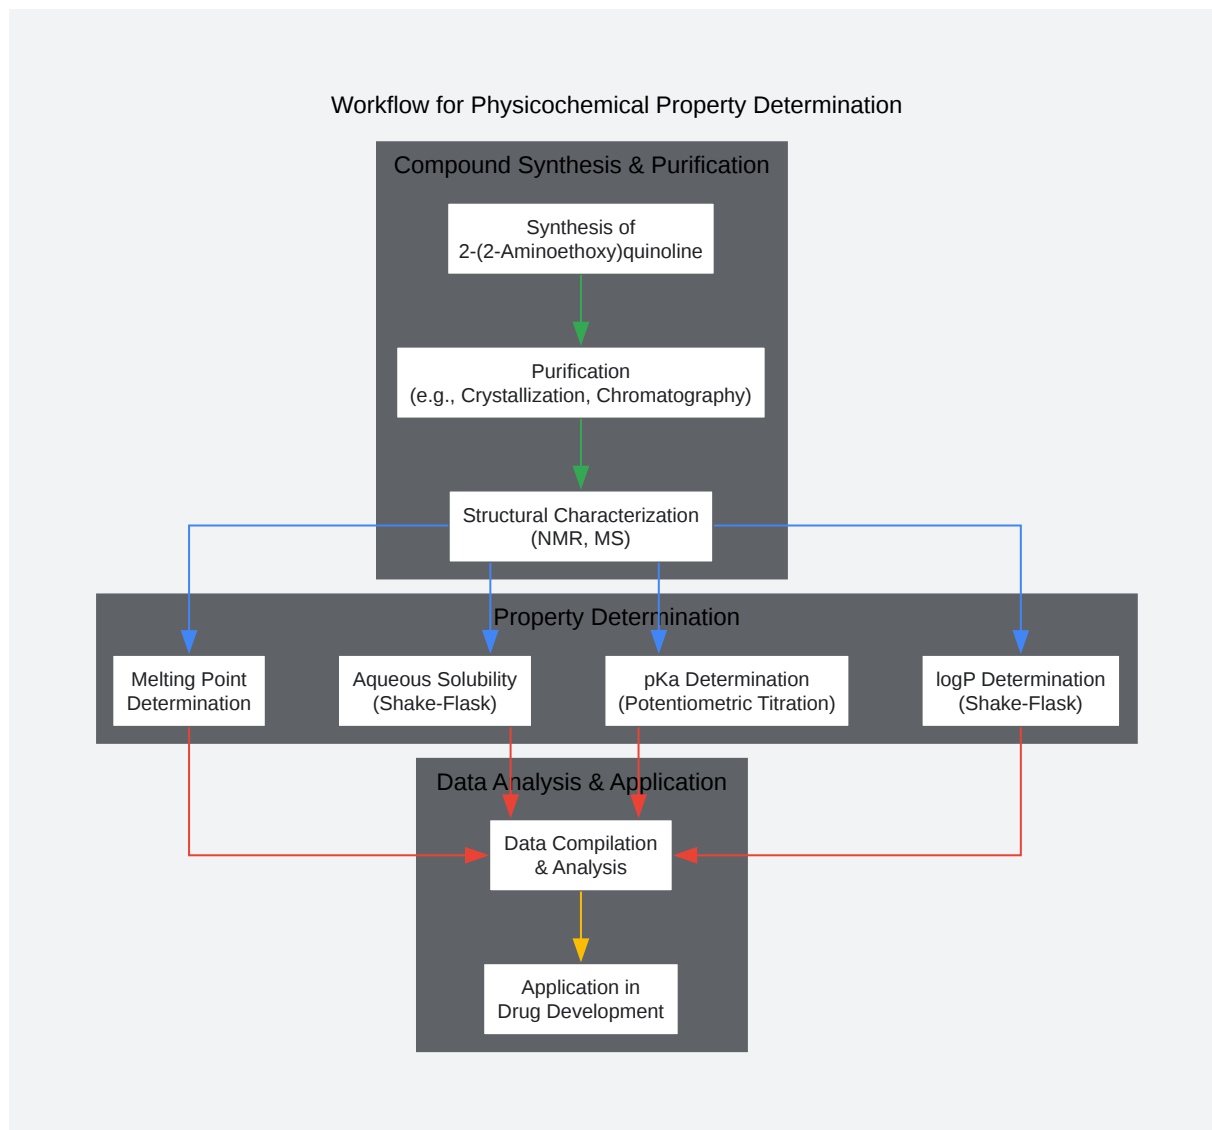 Workflow for Physicochemical Property Determination
Compound Synthesis & Purification
Synthesis of
2-(2-Aminoethoxy)quinoline
Purification
(e.g., Crystallization, Chromatography)
Structural Characterization
(NMR, MS)
Property Determination
Melting Point
Determination
Aqueous Solubility
(Shake-Flask)
pKa Determination
(Potentiometric Titration)
logP Determination
(Shake-Flask)
Data Analysis & Application
Data Compilation
& Analysis
Application in
Drug Development